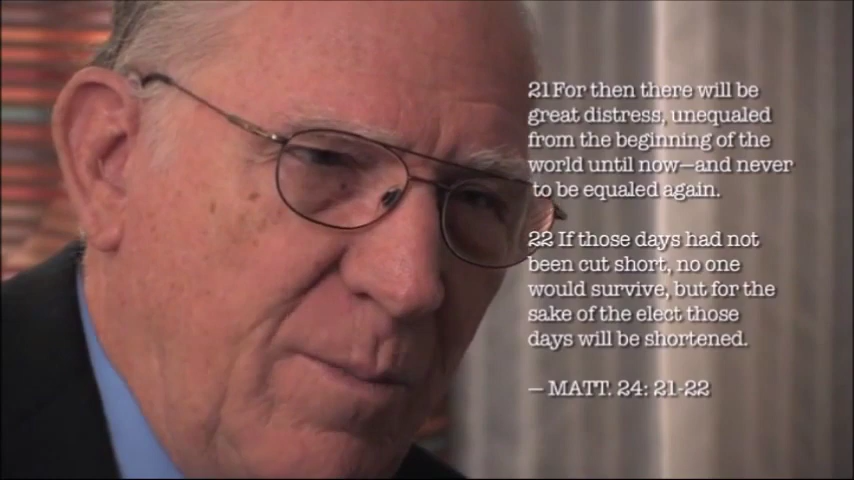 21For then there will be
great distress, unequaled
from the beginning of the
world until now—and never
to be equaled again.
22 If those days had not
been cut short, no one
would survive, but for the
sake of the elect those
days will be shortened.
— MATT. 24: 21-22